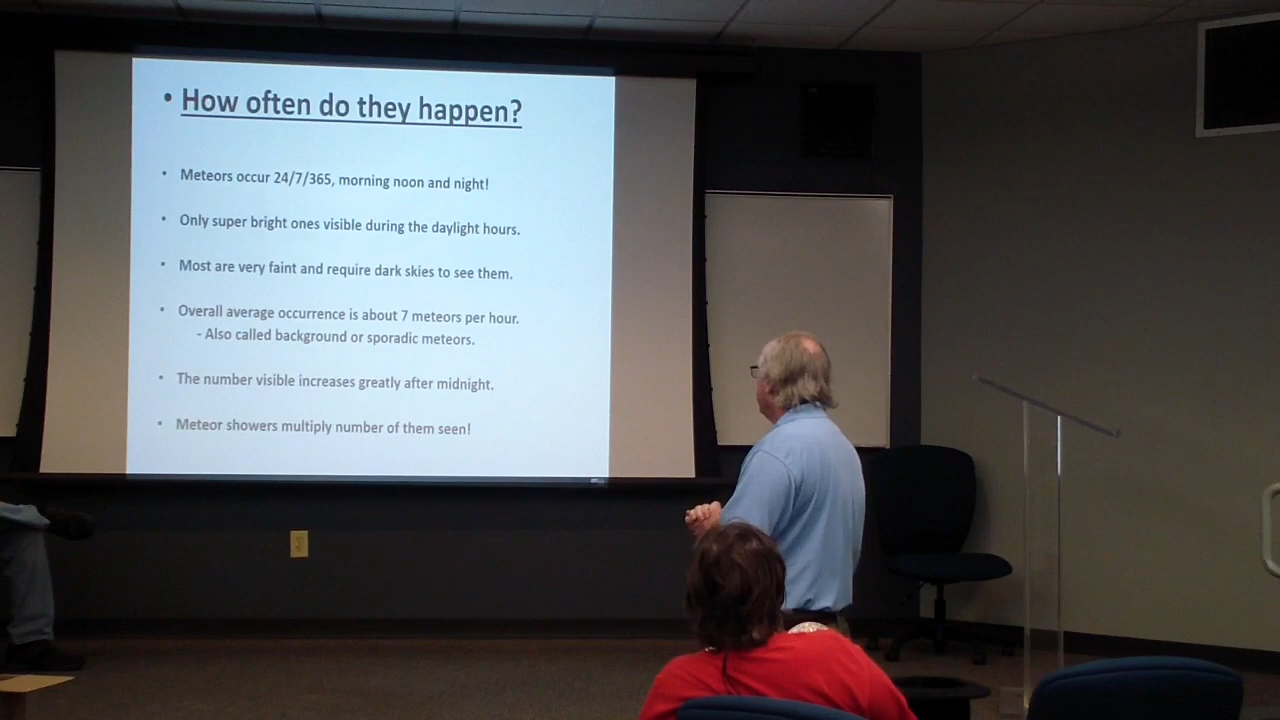 • How often do they happen?
• Meteors occur 24/7/365, morning noon and night!
• Only super bright ones visible during the daylight hours.
• Most are very faint and require dark skies to see them.
• Overall average occurrence is about 7 meteors per hour.
- Also called background or sporadic meteors.
• The number visible increases greatly after midnight.
• Meteor showers multiply number of them seen!